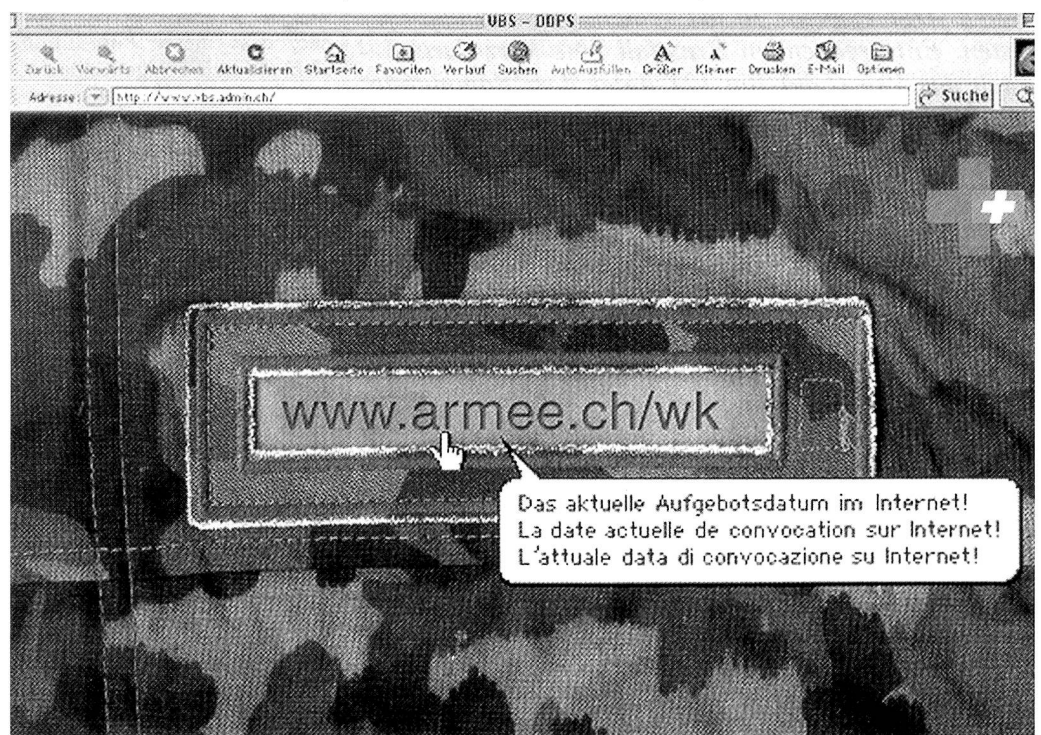 VBS - DDPS
Zurück Vorwärts Abbrechen Aktualisieren Startseite Favoriten Verlauf Suchen AutoAusfüllen Größer Kleiner Drucken E-Mail Optionen
Adresse: http://www.vbs.admin.ch/ Suche
www.armee.ch/wk
Das aktuelle Aufgebotsdatum im Internet!
La date actuelle de convocation sur Internet!
L'attuale data di convocazione su Internet!